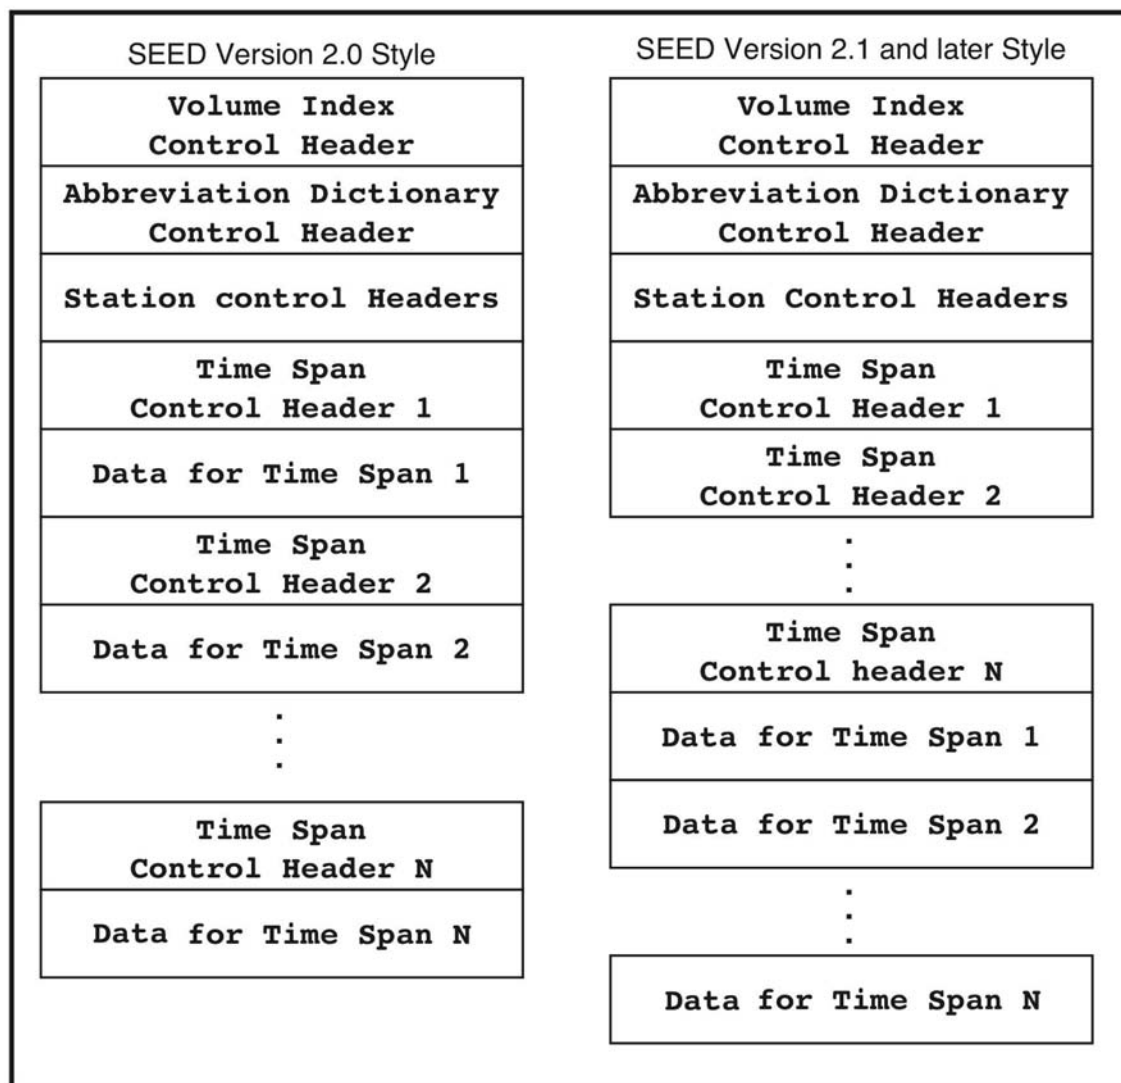 SEED Version 2.0 Style
Volume Index
Control Header
Abbreviation Dictionary
Control Header
Station control Headers
Time Span
Control Header 1
Data for Time Span 1
Time Span
Control Header 2
Data for Time Span 2
Time Span
Control Header N
Data for Time Span N
SEED Version 2.1 and later Style
Volume Index
Control Header
Abbreviation Dictionary
Control Header
Station Control Headers
Time Span
Control Header 1
Time Span
Control Header 2
Time Span
Control header N
Data for Time Span 1
Data for Time Span 2
Data for Time Span N